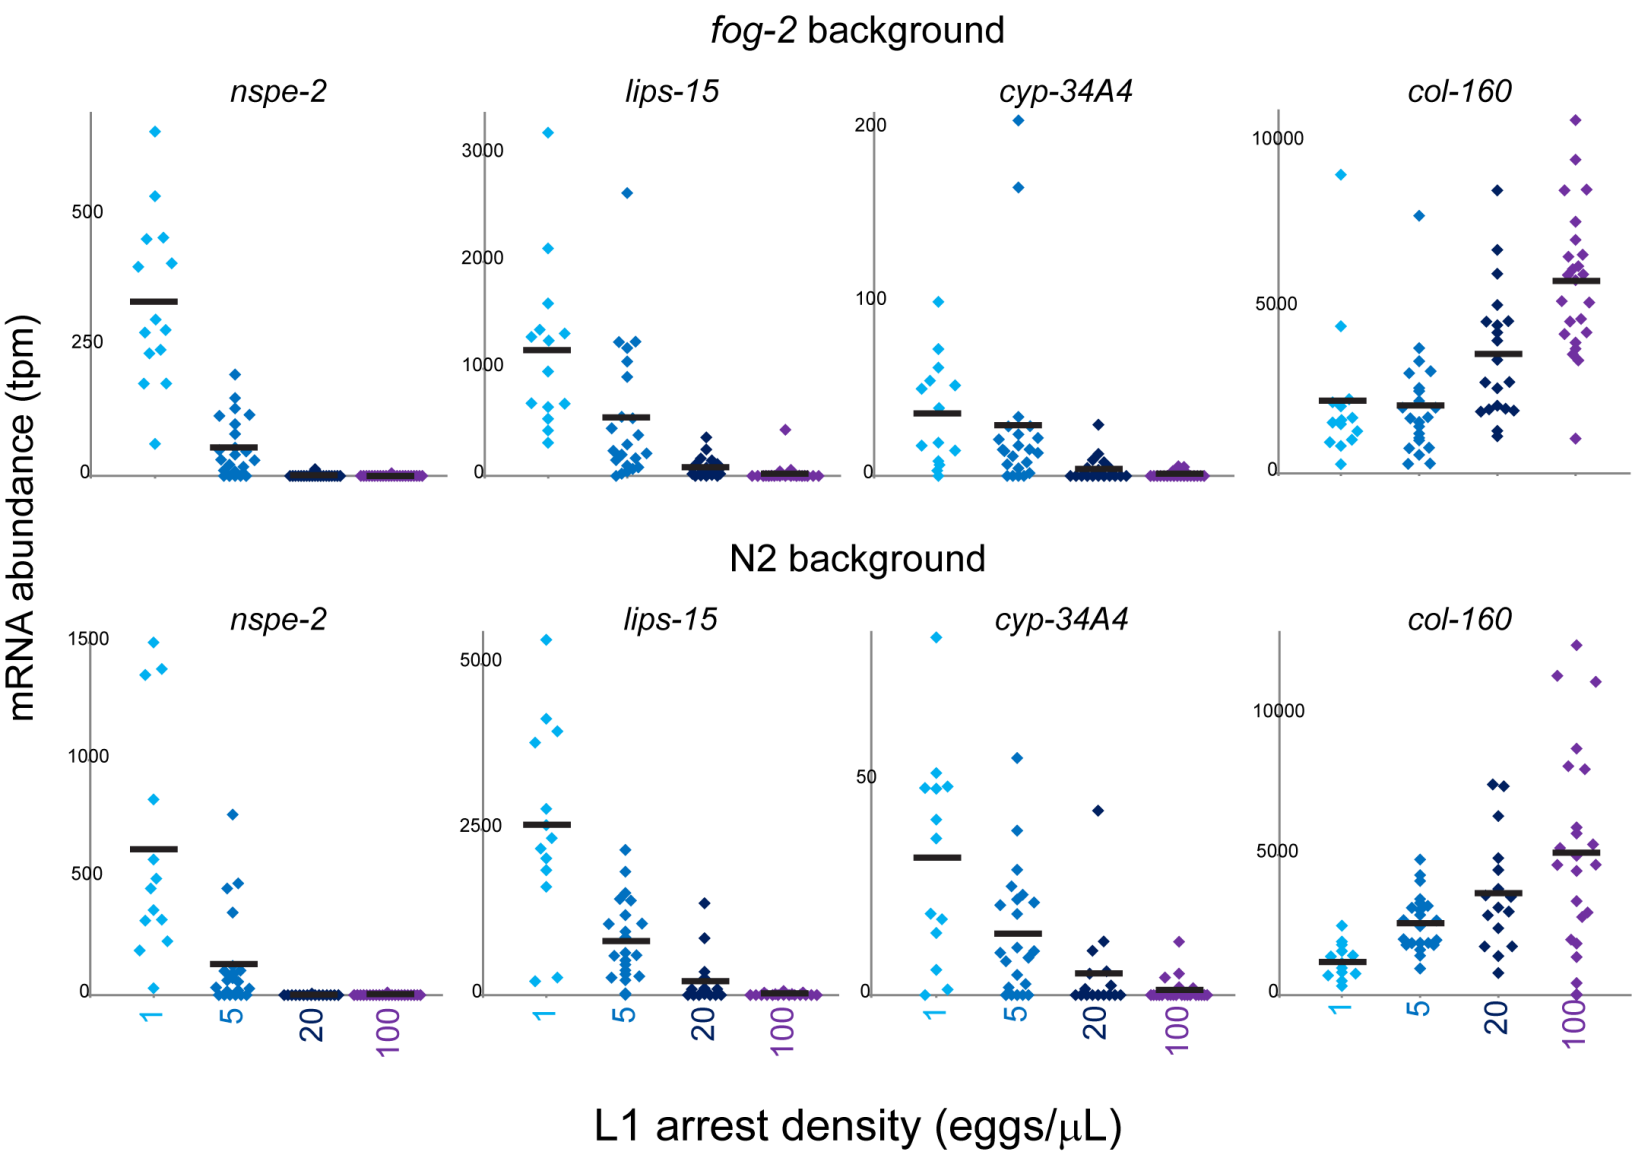 fog-2 background
nspe-2 lips-15 cyp-34A4 col-160
500 250 0
3000 2000 1000 0
200 100 0
10000 5000 0
mRNA abundance (tpm)
N2 background
nspe-2 lips-15 cyp-34A4 col-160
1500 1000 500 0
5000 2500 0
50 0
10000 5000 0
1 5 20 100 1 5 20 100 1 5 20 100 1 5 20 100
L1 arrest density (eggs/μL)